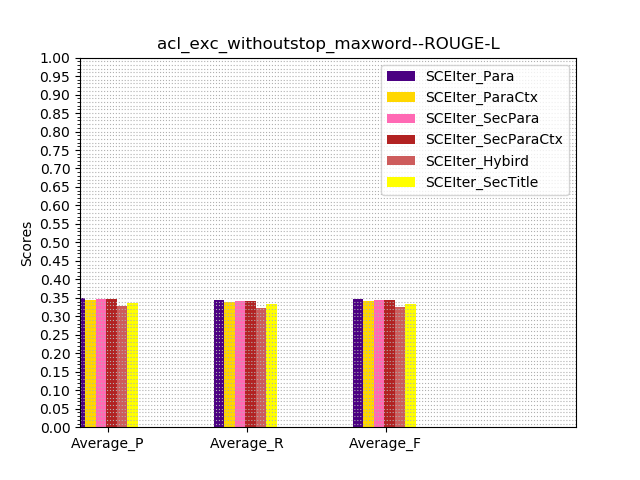 acl_exc_withoutstop_maxword--ROUGE-L
1.00
0.95
0.90
0.85
0.80
0.75
0.70
0.65
0.60
0.55
0.50
0.45
0.40
0.35
0.30
0.25
0.20
0.15
0.10
0.05
0.00
Scores
SCEIter_Para
SCEIter_ParaCtx
SCEIter_SecPara
SCEIter_SecParaCtx
SCEIter_Hybird
SCEIter_SecTitle
Average_P Average_R Average_F